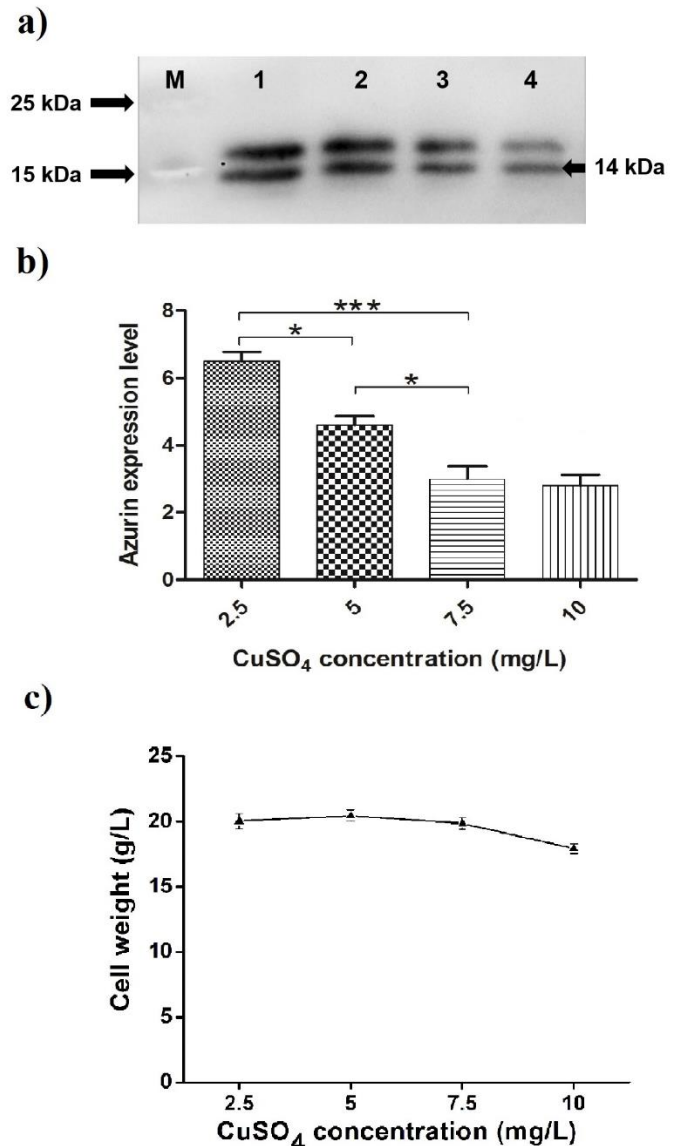 a)
M 1 2 3 4
25 kDa
15 kDa
14 kDa
b)
Azurin expression level
8
6
4
2
0
***
*
*
2.5 5 7.5 10
CuSO₄ concentration (mg/L)
c)
Cell weight (g/L)
25
20
15
10
5
0
2.5 5 7.5 10
CuSO₄ concentration (mg/L)